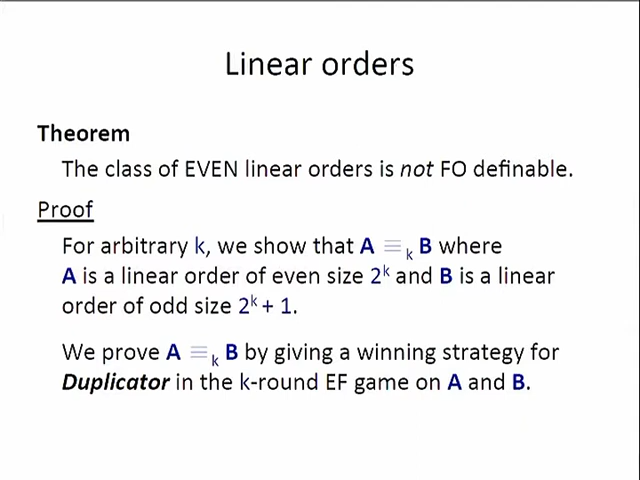 Linear orders
Theorem
The class of EVEN linear orders is not FO definable.
Proof
For arbitrary k, we show that A ≡ₖ B where
A is a linear order of even size 2ᵏ and B is a linear
order of odd size 2ᵏ + 1.
We prove A ≡ₖ B by giving a winning strategy for
Duplicator in the k-round EF game on A and B.